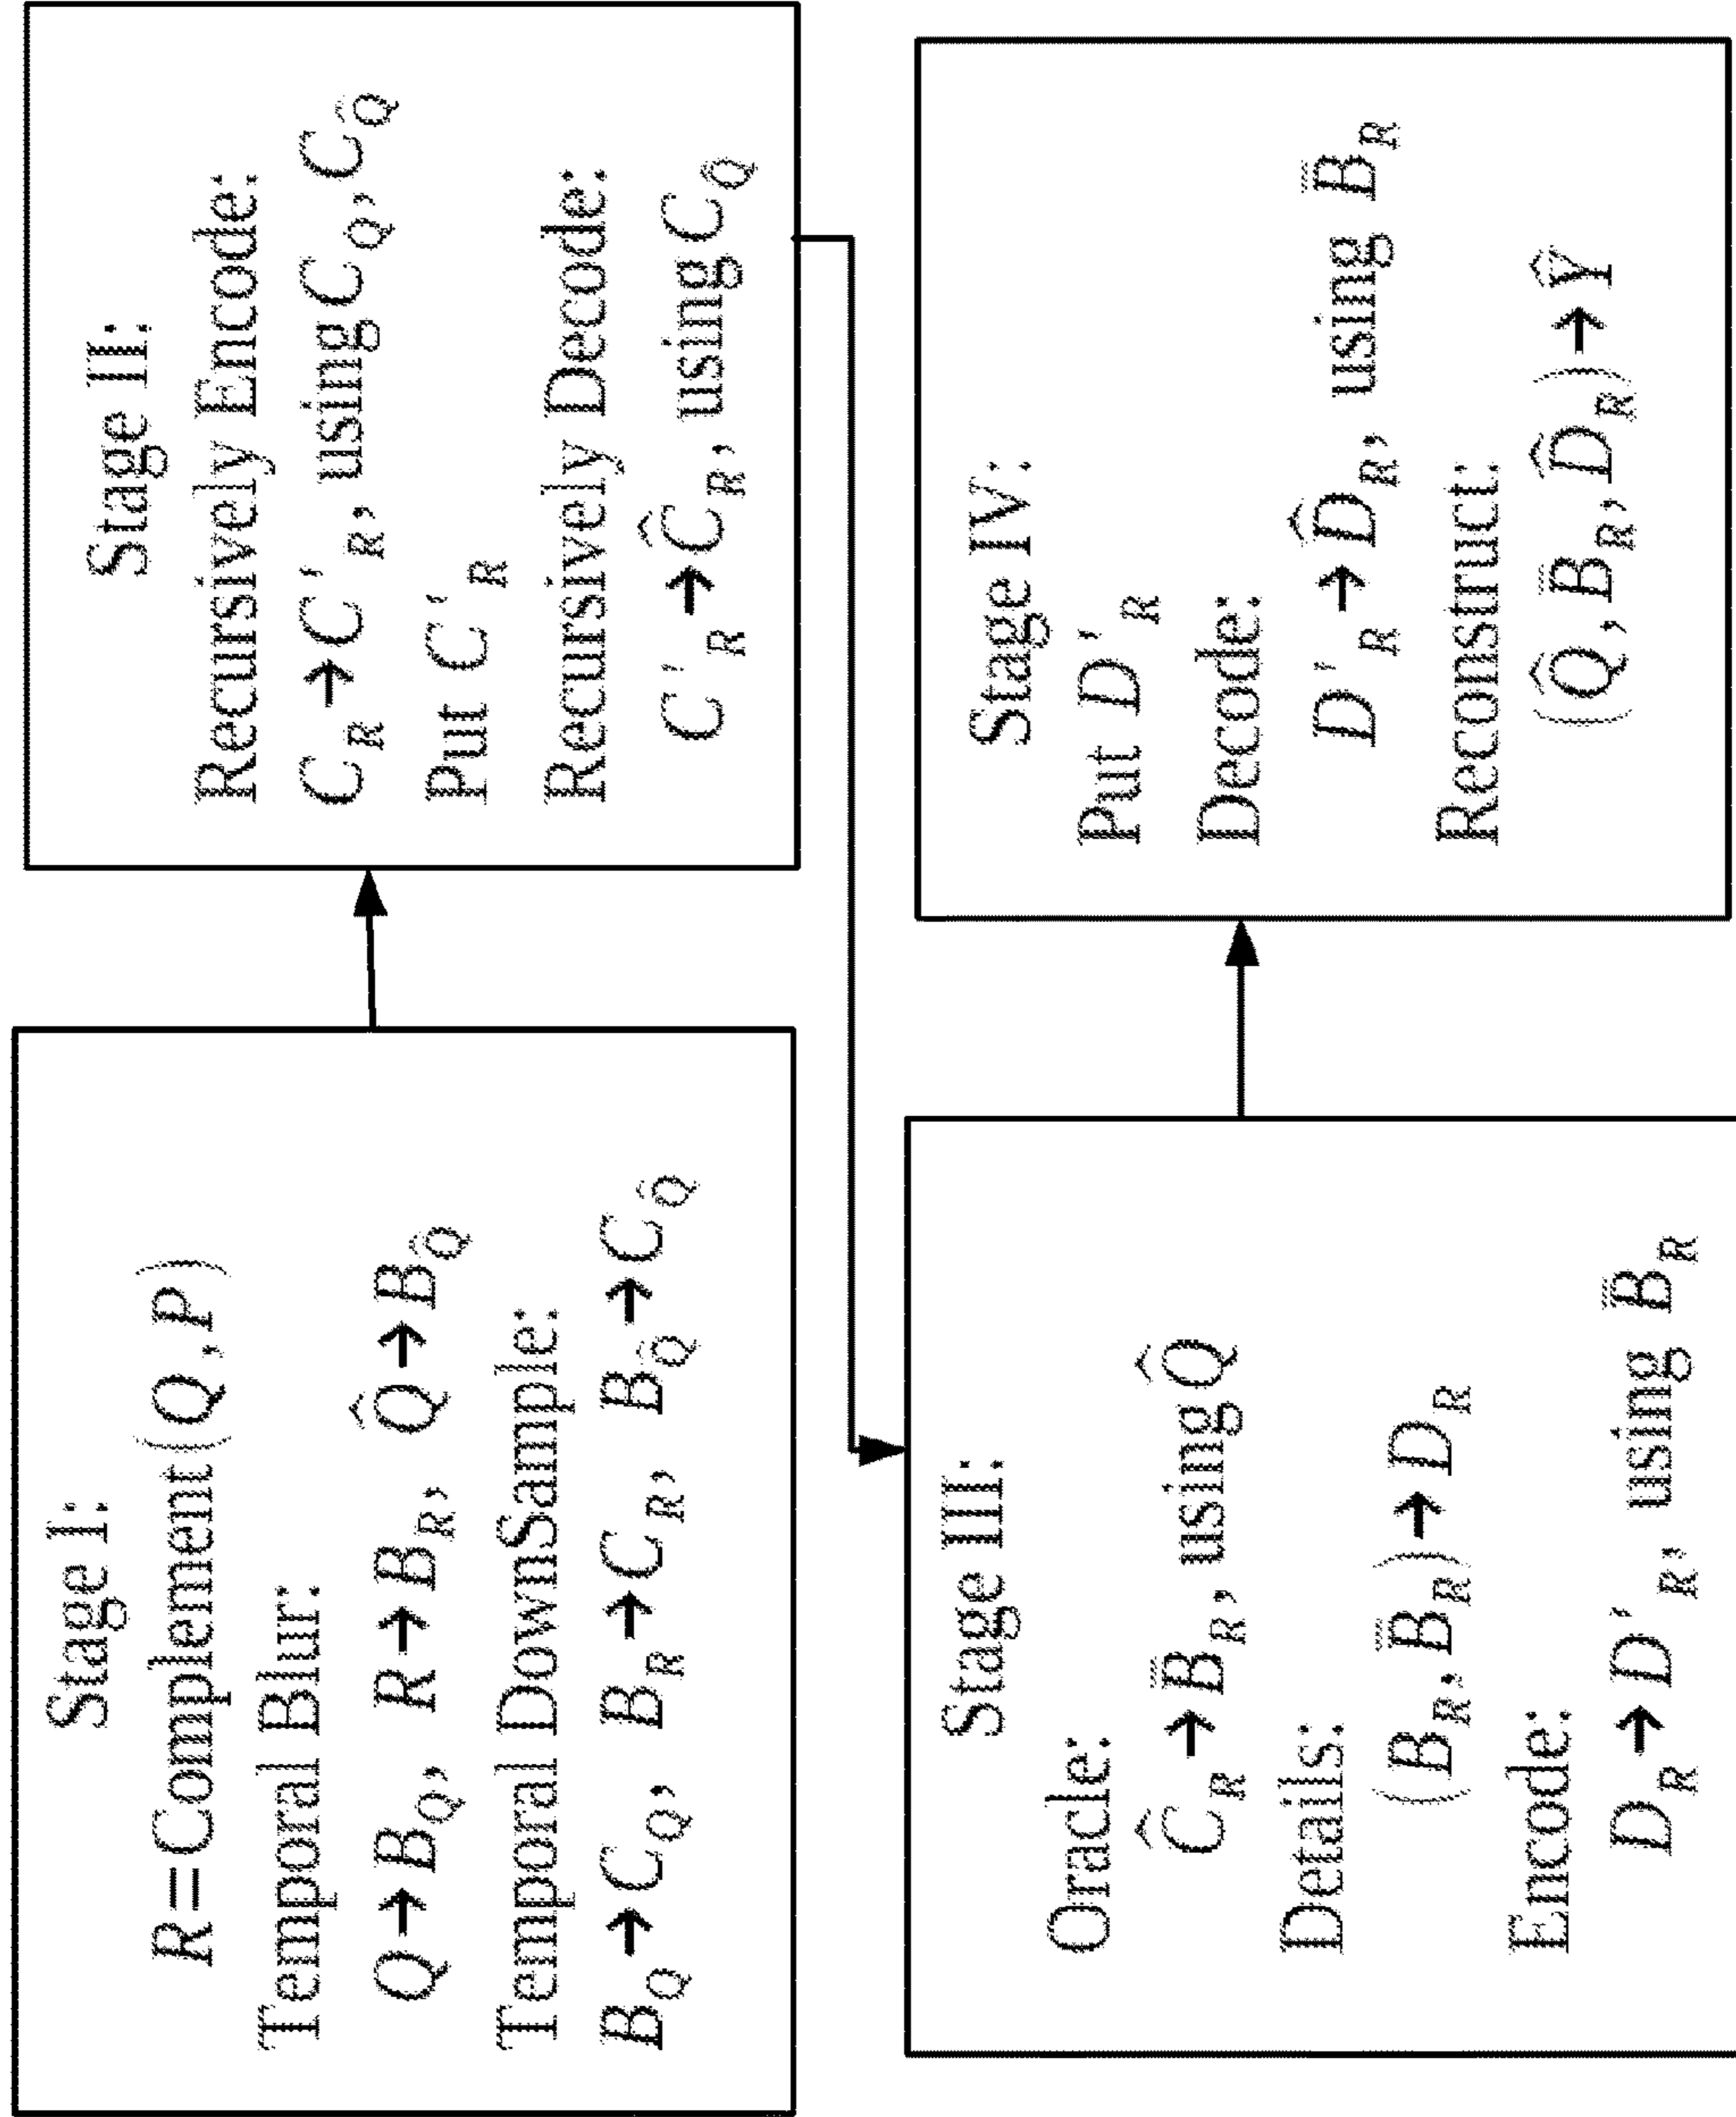 Stage I:
R=Complement(Q,P)
Temporal Blur:
Q→B_Q, R→B_R, Q̂→B_Q̂
Temporal DownSample:
B_Q→C_Q, B_R→C_R, B_Q̂→C_Q̂
Stage II:
Recursively Encode:
C_R→C'_R, using C_Q, C_Q̂
Put C'_R
Recursively Decode:
C'_R→Ĉ_R, using C_Q̂
Stage III:
Oracle:
Ĉ_R→B̄_R, using Q̂
Details:
(B_R, B̄_R)→D_R
Encode:
D_R→D'_R, using B̄_R
Stage IV:
Put D'_R
Decode:
D'_R→D̂_R, using B̄_R
Reconstruct:
(Q̂, B̄_R, D̂_R)→Ŷ